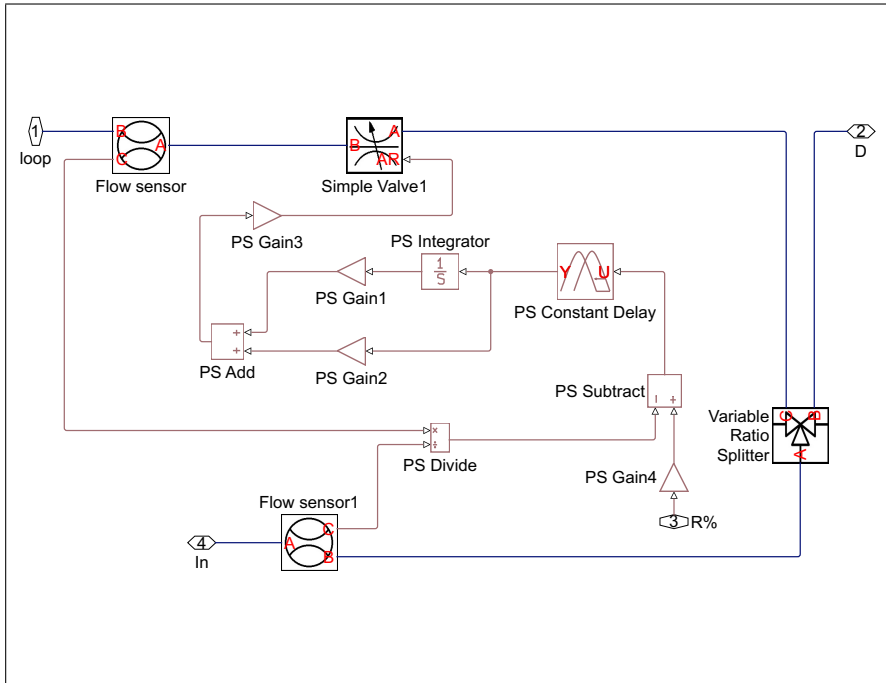 1
loop
B
C
A
Flow sensor
B
A
AR
Simple Valve1
2
D
PS Gain3
PS Integrator
1
S
Y
U
PS Gain1
PS Constant Delay
+
+
PS Add
PS Gain2
PS Subtract
−
+
Variable
Ratio
Splitter
C
B
A
×
÷
PS Divide
PS Gain4
3
R%
Flow sensor1
4
In
A
C
B